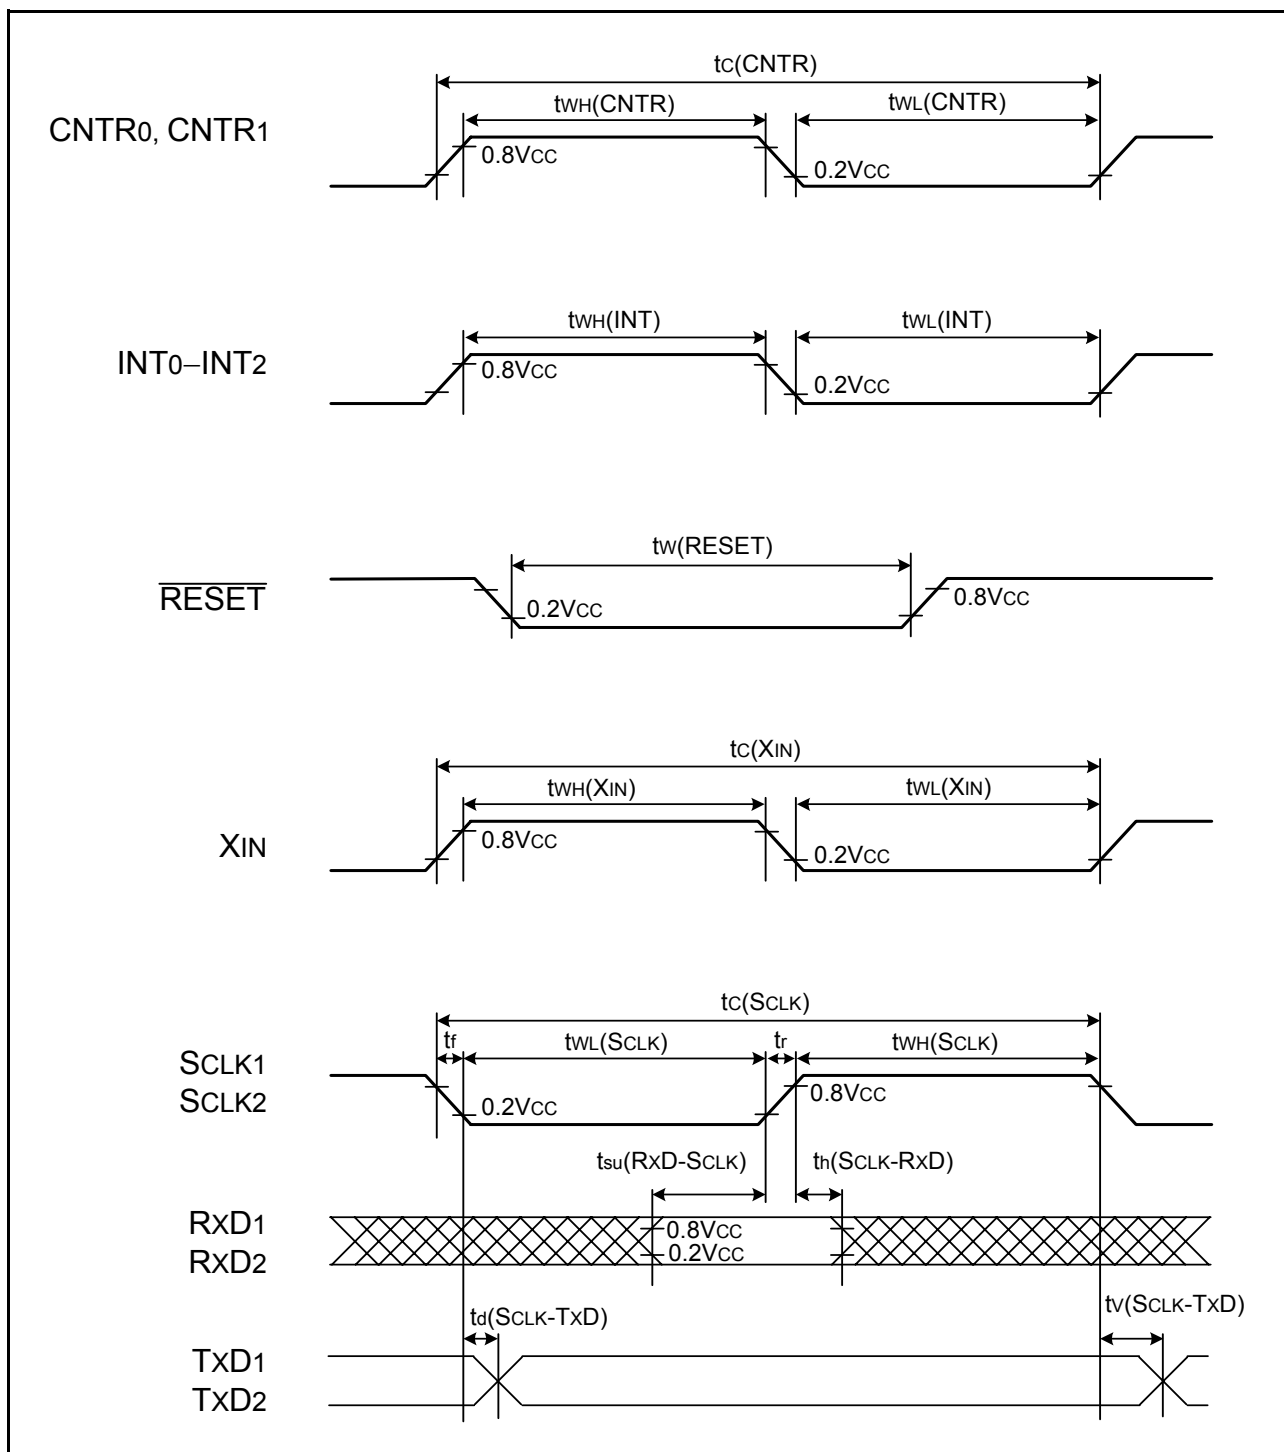 tC(CNTR)
tWH(CNTR)
tWL(CNTR)
CNTR0, CNTR1
0.8VCC
0.2VCC
tWH(INT)
tWL(INT)
INT0–INT2
0.8VCC
0.2VCC
tW(RESET)
RESET
0.2VCC
0.8VCC
tC(XIN)
tWH(XIN)
tWL(XIN)
XIN
0.8VCC
0.2VCC
tC(SCLK)
tf
tWL(SCLK)
tr
tWH(SCLK)
SCLK1
SCLK2
0.2VCC
0.8VCC
tsu(RXD-SCLK)
th(SCLK-RXD)
RXD1
RXD2
0.8VCC
0.2VCC
td(SCLK-TXD)
tV(SCLK-TXD)
TXD1
TXD2